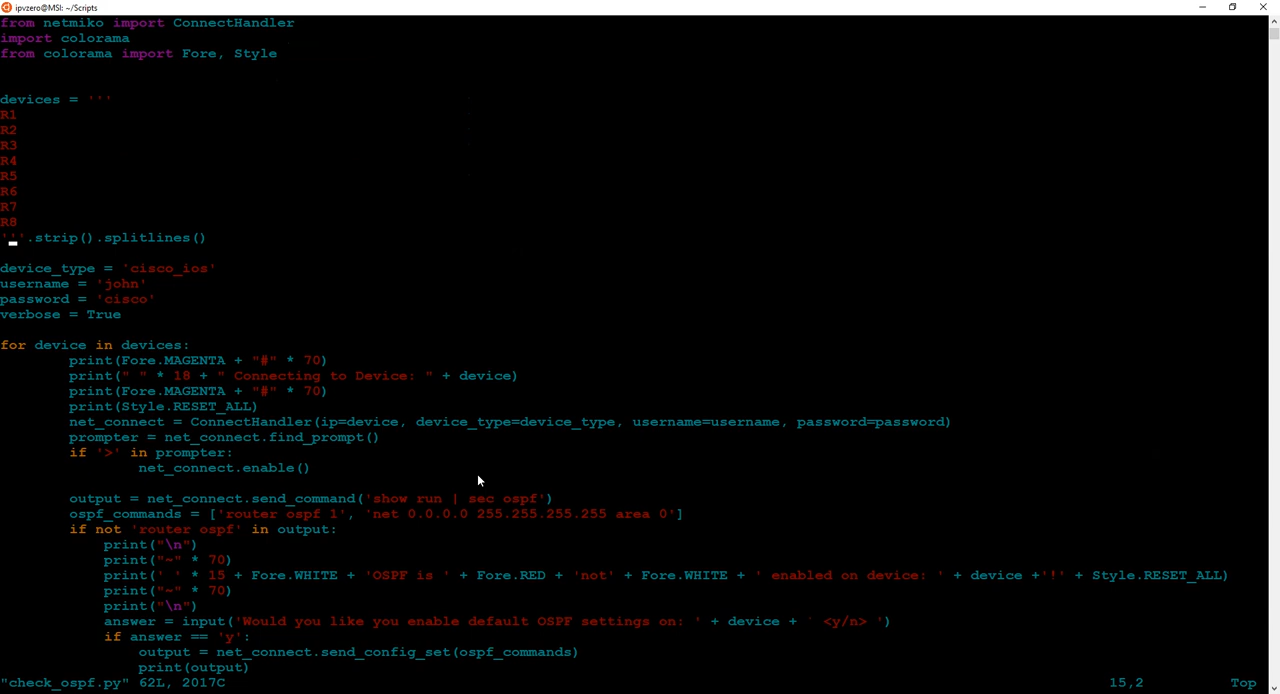 ipvzero@MSI: ~/Scripts
from netmiko import ConnectHandler
import colorama
from colorama import Fore, Style
devices = '''
R1
R2
R3
R4
R5
R6
R7
R8
'''.strip().splitlines()
device_type = 'cisco_ios'
username = 'john'
password = 'cisco'
verbose = True
for device in devices:
print(Fore.MAGENTA + "#" * 70)
print(" " * 18 + " Connecting to Device: " + device)
print(Fore.MAGENTA + "#" * 70)
print(Style.RESET_ALL)
net_connect = ConnectHandler(ip=device, device_type=device_type, username=username, password=password)
prompter = net_connect.find_prompt()
if '>' in prompter:
net_connect.enable()
output = net_connect.send_command('show run | sec ospf')
ospf_commands = ['router ospf 1', 'net 0.0.0.0 255.255.255.255 area 0']
if not 'router ospf' in output:
print("\n")
print("~" * 70)
print(' ' * 15 + Fore.WHITE + 'OSPF is ' + Fore.RED + 'not' + Fore.WHITE + ' enabled on device: ' + device +'!' + Style.RESET_ALL)
print("~" * 70)
print("\n")
answer = input('Would you like you enable default OSPF settings on: ' + device + ' <y/n> ')
if answer == 'y':
output = net_connect.send_config_set(ospf_commands)
print(output)
"check_ospf.py" 62L, 2017C 15,2 Top